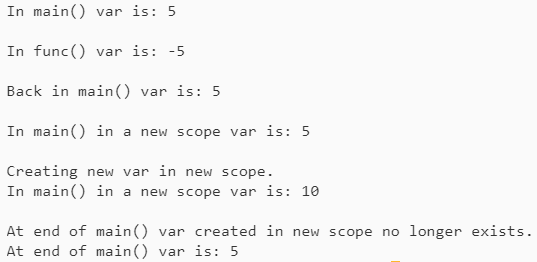 In main() var is: 5
In func() var is: -5
Back in main() var is: 5
In main() in a new scope var is: 5
Creating new var in new scope.
In main() in a new scope var is: 10
At end of main() var created in new scope no longer exists.
At end of main() var is: 5